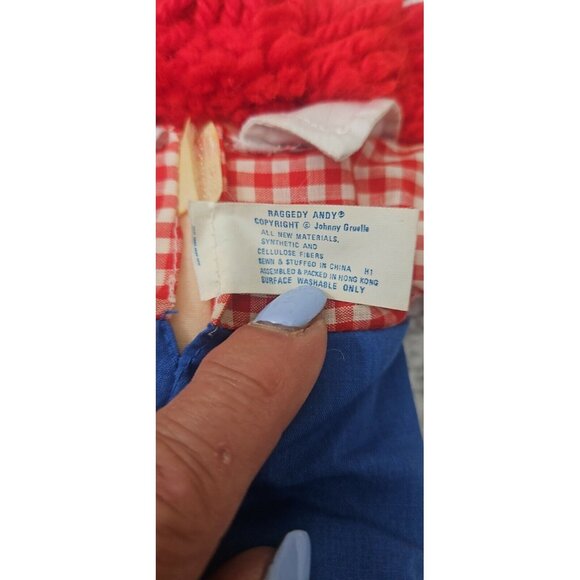 RAGGEDY ANDY®
COPYRIGHT © Johnny Gruelle
ALL NEW MATERIALS,
SYNTHETIC AND
CELLULOSE FIBERS
SEWN & STUFFED IN CHINA H1
ASSEMBLED & PACKED IN HONG KONG
SURFACE WASHABLE ONLY